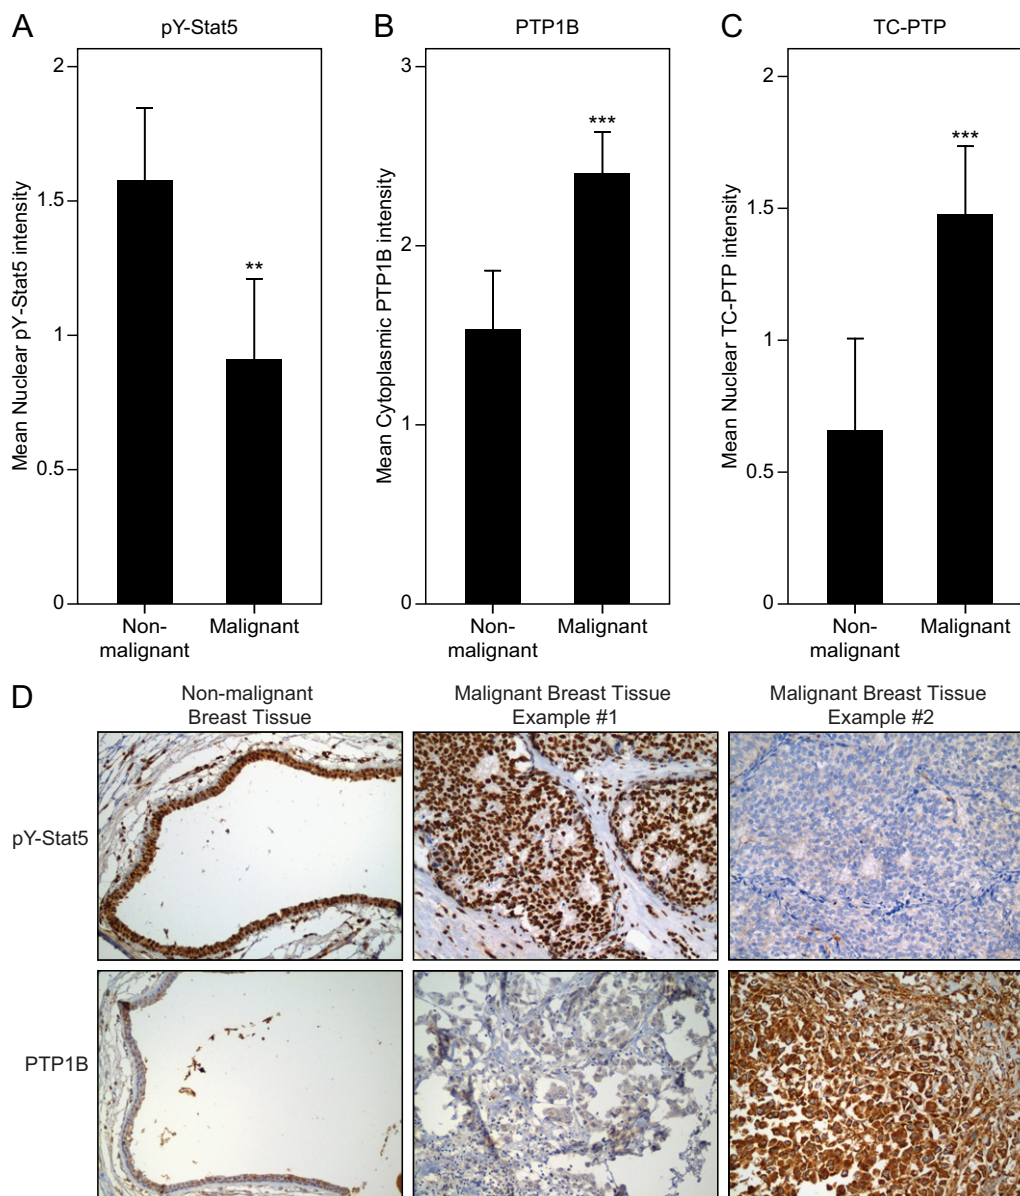 A
pY-Stat5
Mean Nuclear pY-Stat5 intensity
2
1.5
1
0.5
0
Non-
malignant
Malignant
**
B
PTP1B
Mean Cytoplasmic PTP1B intensity
3
2
1
0
Non-
malignant
Malignant
***
C
TC-PTP
Mean Nuclear TC-PTP intensity
2
1.5
1
0.5
0
Non-
malignant
Malignant
***
D
Non-malignant
Breast Tissue
Malignant Breast Tissue
Example #1
Malignant Breast Tissue
Example #2
pY-Stat5
PTP1B